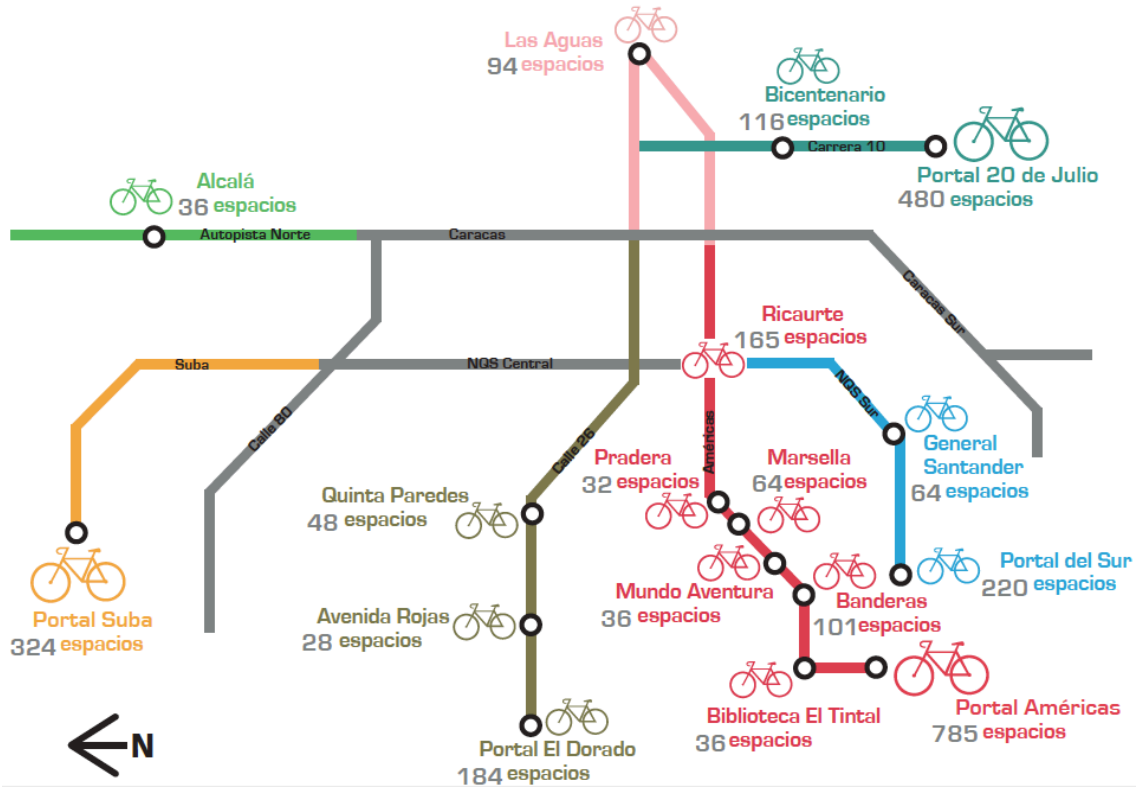 Las Aguas
94 espacios
Bicentenario
116 espacios
Carrera 10
Portal 20 de Julio
480 espacios
Alcalá
36 espacios
Autopista Norte
Caracas
Caracas Sur
Ricaurte
165 espacios
Suba
NQS Central
NQS Sur
Calle 80
Calle 26
Américas
General
Santander
64 espacios
Pradera
32 espacios
Marsella
64 espacios
Quinta Paredes
48 espacios
Mundo Aventura
36 espacios
Banderas
101 espacios
Portal del Sur
220 espacios
Portal Suba
324 espacios
Avenida Rojas
28 espacios
Biblioteca El Tintal
36 espacios
Portal Américas
785 espacios
Portal El Dorado
184 espacios
N